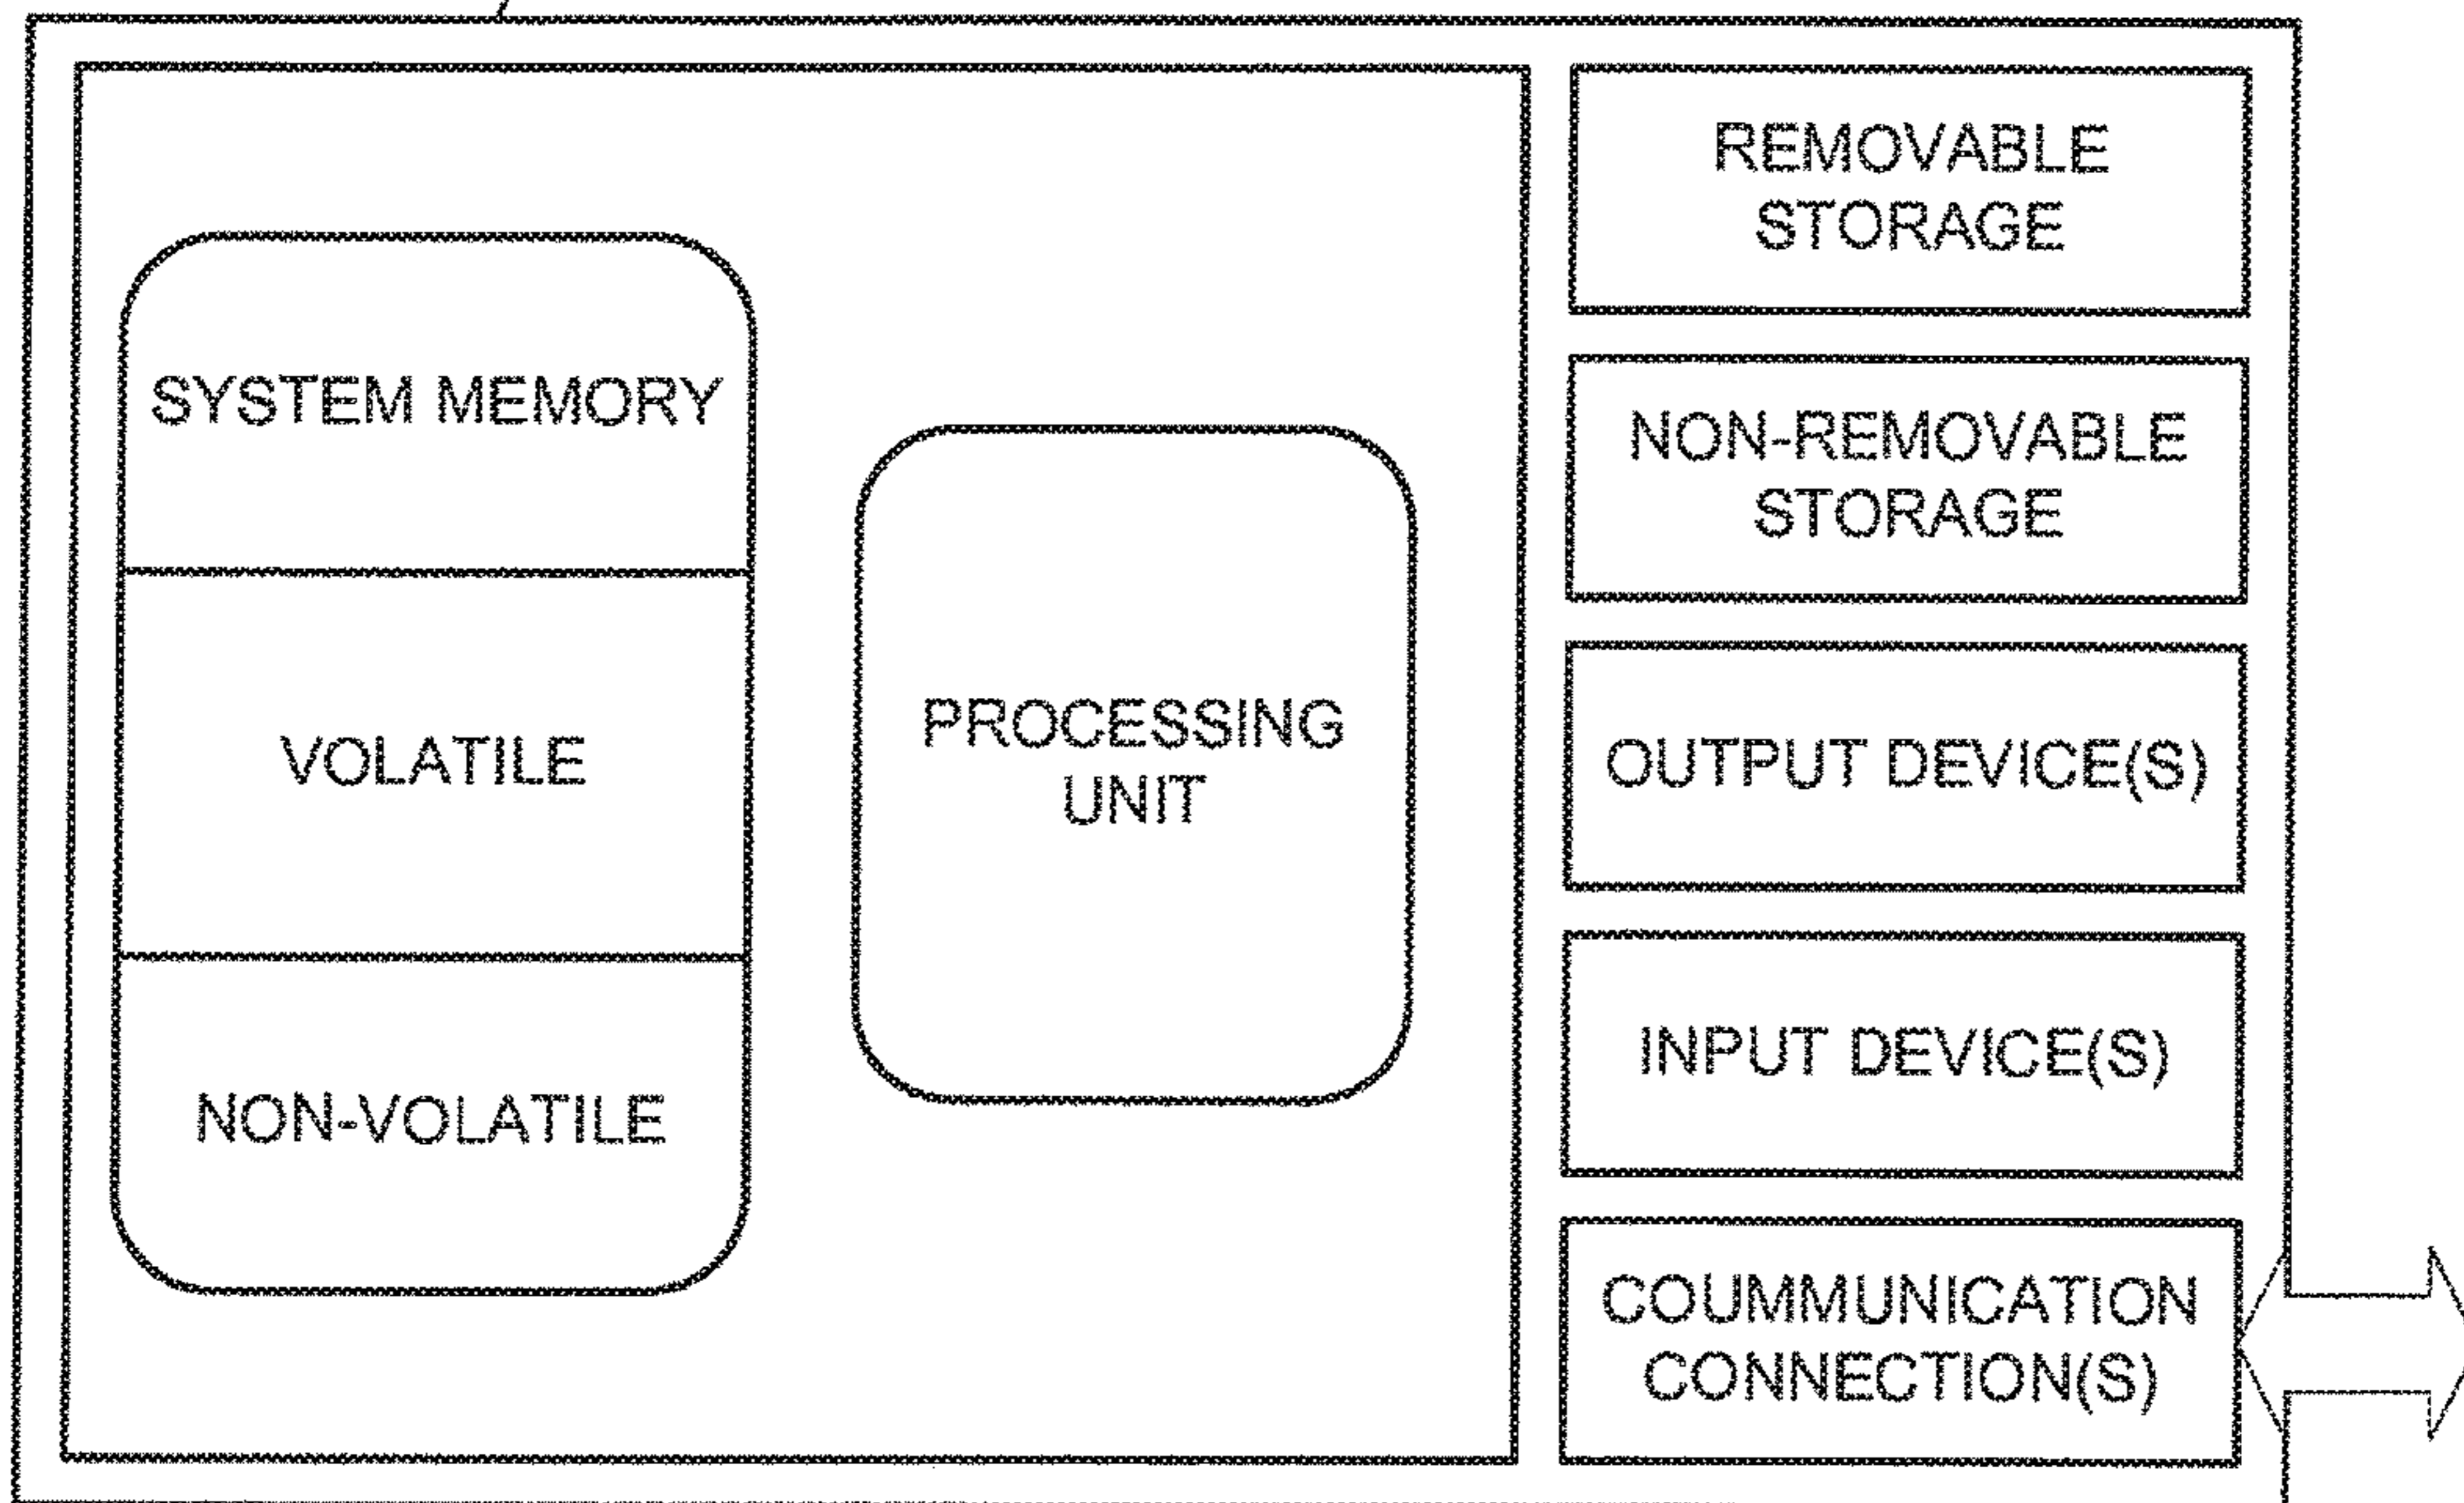 SYSTEM MEMORY
VOLATILE
NON-VOLATILE
PROCESSING
UNIT
REMOVABLE
STORAGE
NON-REMOVABLE
STORAGE
OUTPUT DEVICE(S)
INPUT DEVICE(S)
COUMMUNICATION
CONNECTION(S)